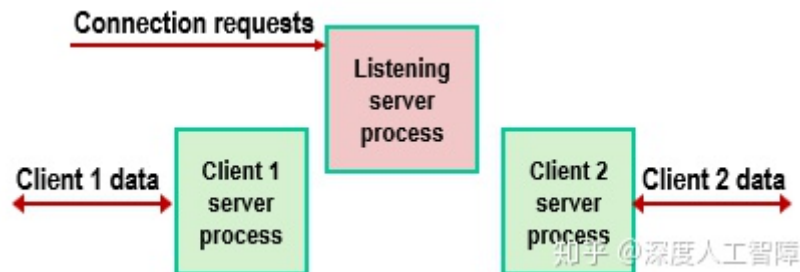 Connection requests
Listening
server
process
Client 1 data
Client 1
server
process
Client 2
server
process
Client 2 data
知乎 @深度人工智障